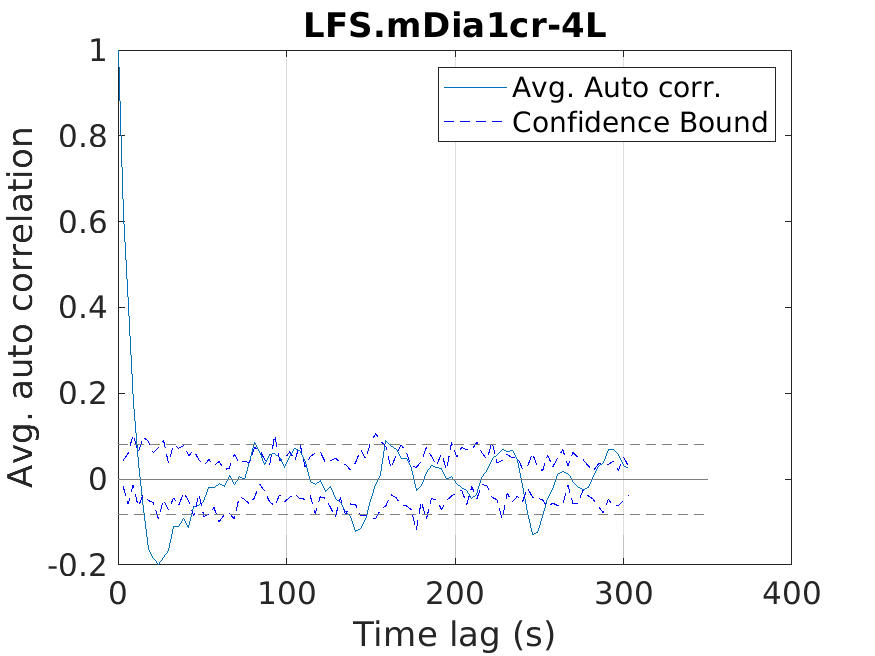 LFS.mDia1cr-4L
Avg. Auto corr.
Confidence Bound
Avg. auto correlation
1
0.8
0.6
0.4
0.2
0
-0.2
0 100 200 300 400
Time lag (s)